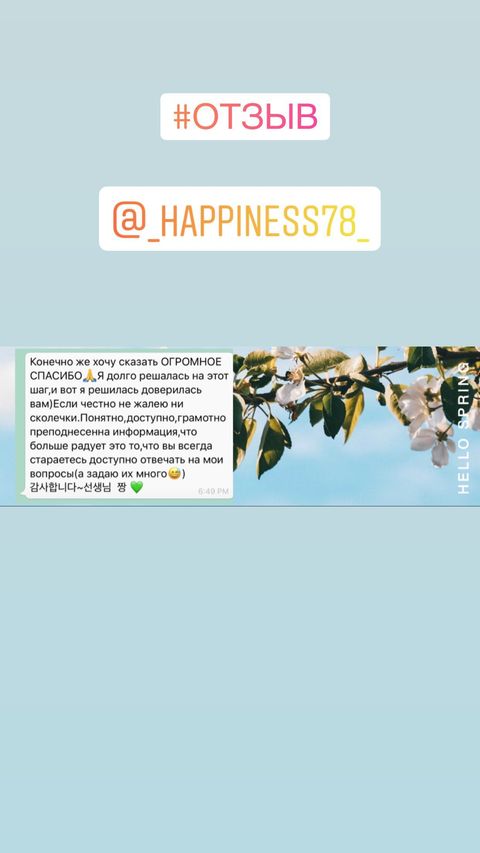 #ОТЗЫВ
@_HAPPINESS78_
Конечно же хочу сказать ОГРОМНОЕ
СПАСИБО🙏Я долго решалась на этот
шаг,и вот я решилась доверилась
вам)Если честно не жалею ни
сколечки.Понятно,доступно,грамотно
преподнесенна информация,что
больше радует это то,что вы всегда
стараетесь доступно отвечать на мои
вопросы(а задаю их много😅)
감사합니다~선생님 짱 💚
6:49 PM
HELLO SPRING